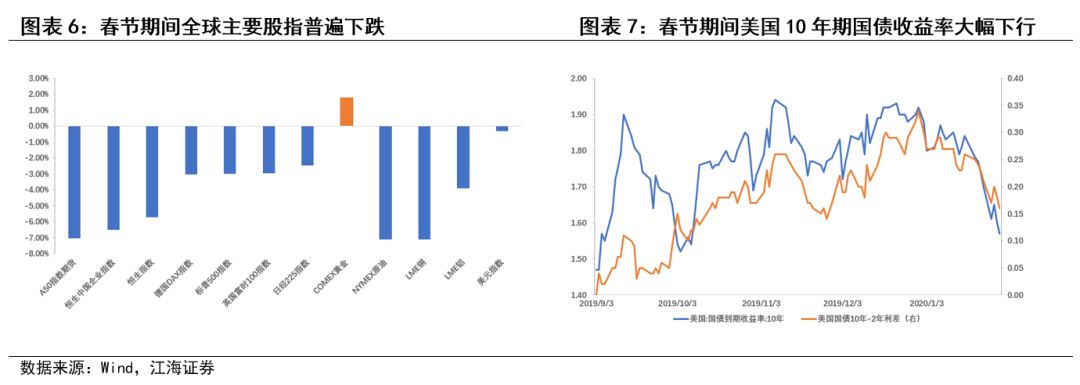 图表 6：春节期间全球主要股指普遍下跌
3.00%
2.00%
1.00%
0.00%
-1.00%
-2.00%
-3.00%
-4.00%
-5.00%
-6.00%
-7.00%
-8.00%
A50指数期货
恒生中国企业指数
恒生指数
德国DAX指数
标普500指数
英国富时100指数
日经225指数
COMEX黄金
NYMEX原油
LME铜
LME铝
美元指数
图表 7：春节期间美国 10 年期国债收益率大幅下行
2.00
1.90
1.80
1.70
1.60
1.50
1.40
0.40
0.35
0.30
0.25
0.20
0.15
0.10
0.05
0.00
2019/9/3
2019/10/3
2019/11/3
2019/12/3
2020/1/3
美国:国债到期收益率:10年
美国国债10年-2年利差（右）
数据来源：Wind，江海证券